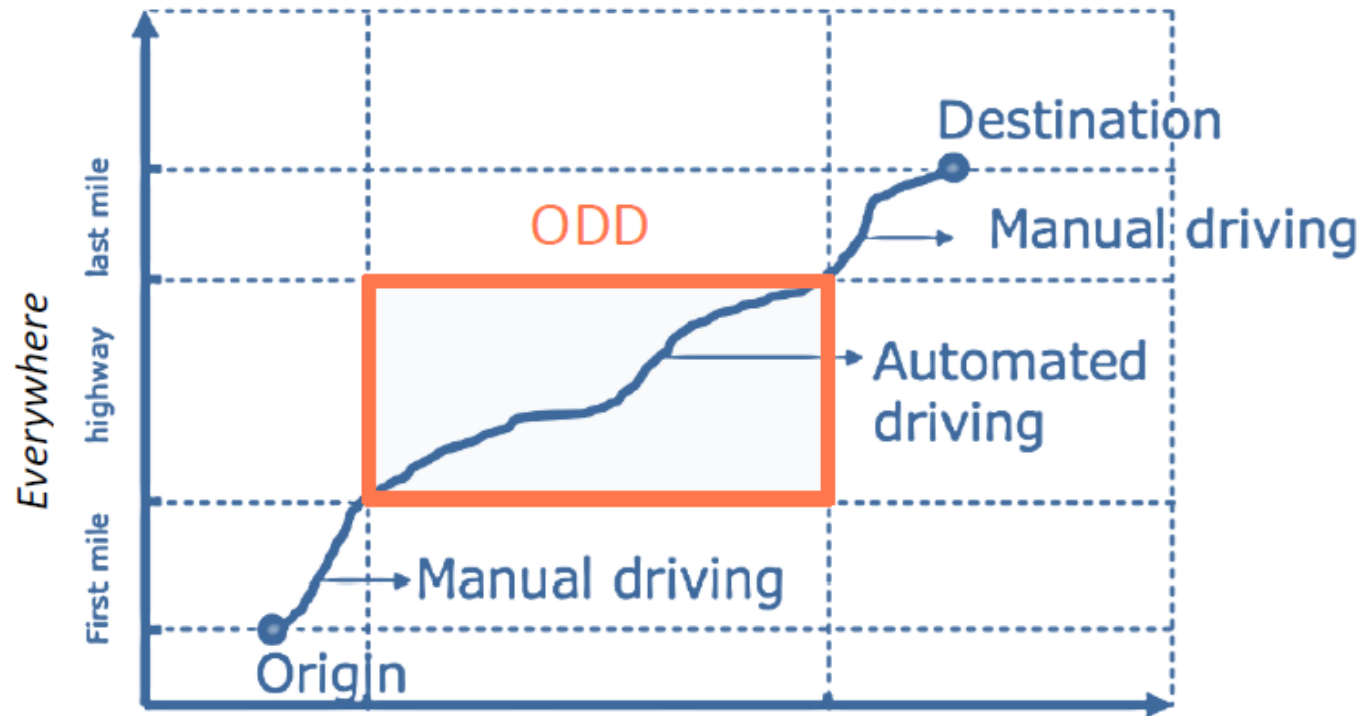 Destination
last mile
ODD
Manual driving
Everywhere
highway
Automated
driving
First mile
Manual driving
Origin